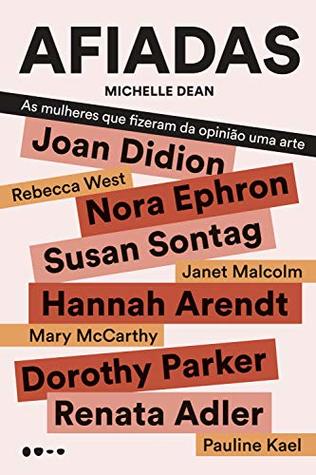 AFIADAS
MICHELLE DEAN
As mulheres que fizeram da opinião uma arte
Joan Didion
Rebecca West
Nora Ephron
Susan Sontag
Janet Malcolm
Hannah Arendt
Mary McCarthy
Dorothy Parker
Renata Adler
Pauline Kael